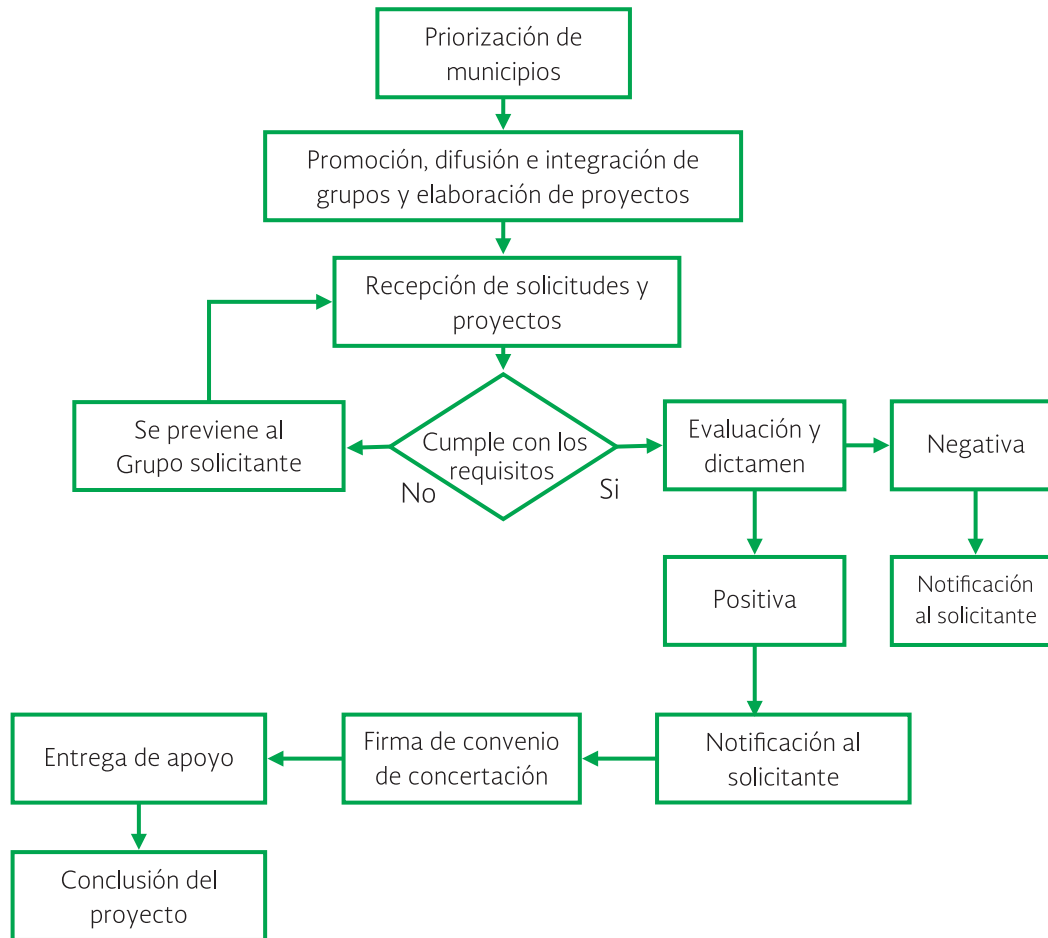 Priorización de
municipios
Promoción, difusión e integración de
grupos y elaboración de proyectos
Recepción de solicitudes y
proyectos
Se previene al
Grupo solicitante
Cumple con los
requisitos
No
Si
Evaluación y
dictamen
Negativa
Positiva
Notificación
al solicitante
Entrega de apoyo
Firma de convenio
de concertación
Notificación al
solicitante
Conclusión del
proyecto